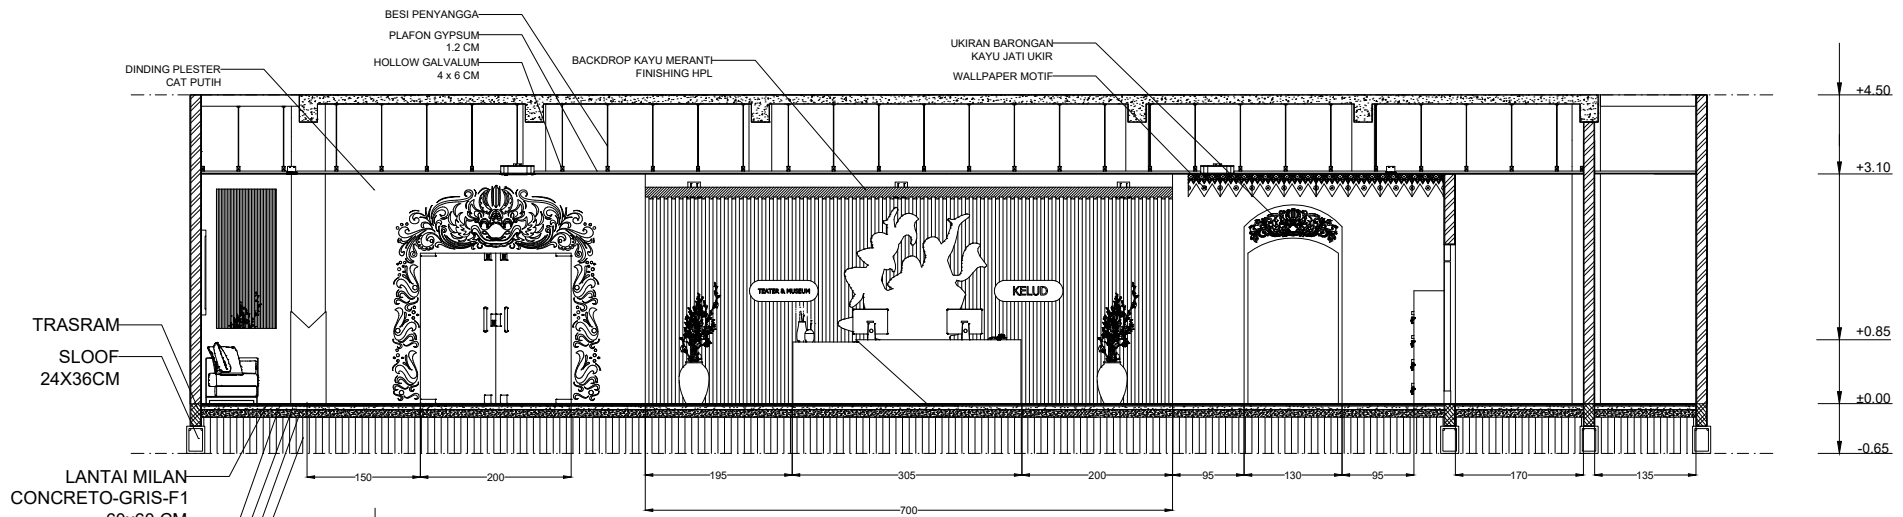 BESI PENYANGGA
PLAFON GYPSUM
1.2 CM
HOLLOW GALVALUM
4 x 6 CM
DINDING PLESTER
CAT PUTIH
BACKDROP KAYU MERANTI
FINISHING HPL
UKIRAN BARONGAN
KAYU JATI UKIR
WALLPAPER MOTIF
+4.50
+3.10
+0.85
±0.00
-0.65
TEATER & MUSEUM
KELUD
TRASRAM
SLOOF
24X36CM
LANTAI MILAN
CONCRETO-GRIS-F1
60x60 CM
150
200
195
305
200
95
130
95
170
135
700